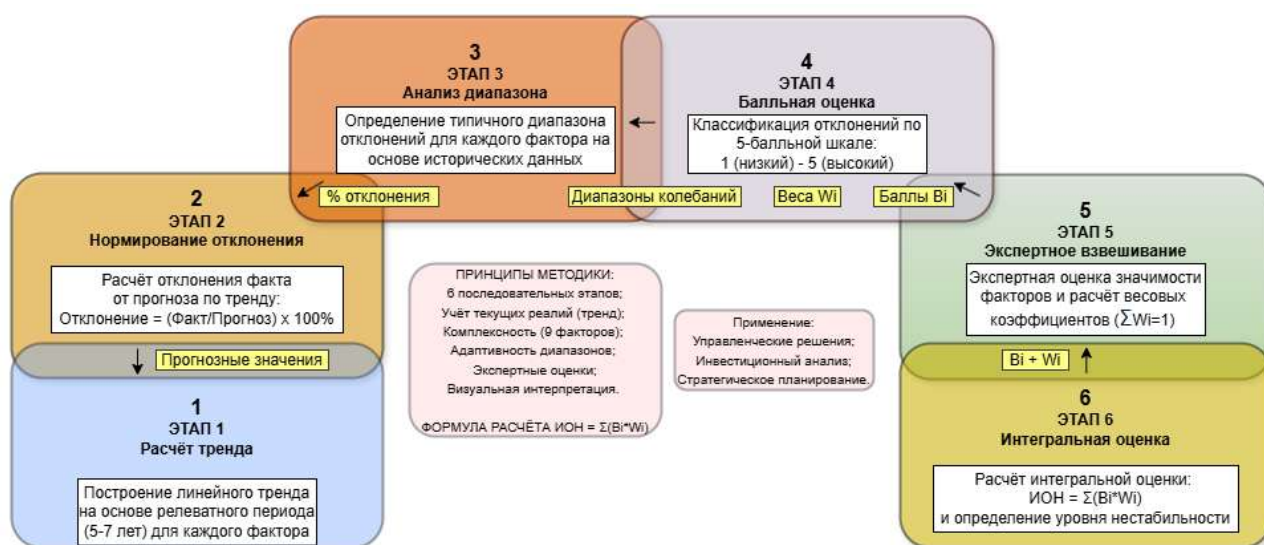 3
ЭТАП 3
Анализ диапазона
Определение типичного диапазона
отклонений для каждого фактора на
основе исторических данных
% отклонения
Диапазоны колебаний
4
ЭТАП 4
Балльная оценка
Классификация отклонений по
5-балльной шкале:
1 (низкий) - 5 (высокий)
Веса Wi
Баллы Bi
2
ЭТАП 2
Нормирование отклонения
Расчёт отклонения факта
от прогноза по тренду:
Отклонение = (Факт/Прогноз) x 100%
Прогнозные значения
1
ЭТАП 1
Расчёт тренда
Построение линейного тренда
на основе релеватного периода
(5-7 лет) для каждого фактора
ПРИНЦИПЫ МЕТОДИКИ:
6 последовательных этапов;
Учёт текущих реалий (тренд);
Комплексность (9 факторов);
Адаптивность диапазонов;
Экспертные оценки;
Визуальная интерпретация.
ФОРМУЛА РАСЧЁТА ИОН = Σ(Bi*Wi)
Применение:
Управленческие решения;
Инвестиционный анализ;
Стратегическое планирование.
5
ЭТАП 5
Экспертное взвешивание
Экспертная оценка значимости
факторов и расчёт весовых
коэффициентов (ΣWi=1)
Bi + Wi
6
ЭТАП 6
Интегральная оценка
Расчёт интегральной оценки:
ИОН = Σ(Bi*Wi)
и определение уровня нестабильности